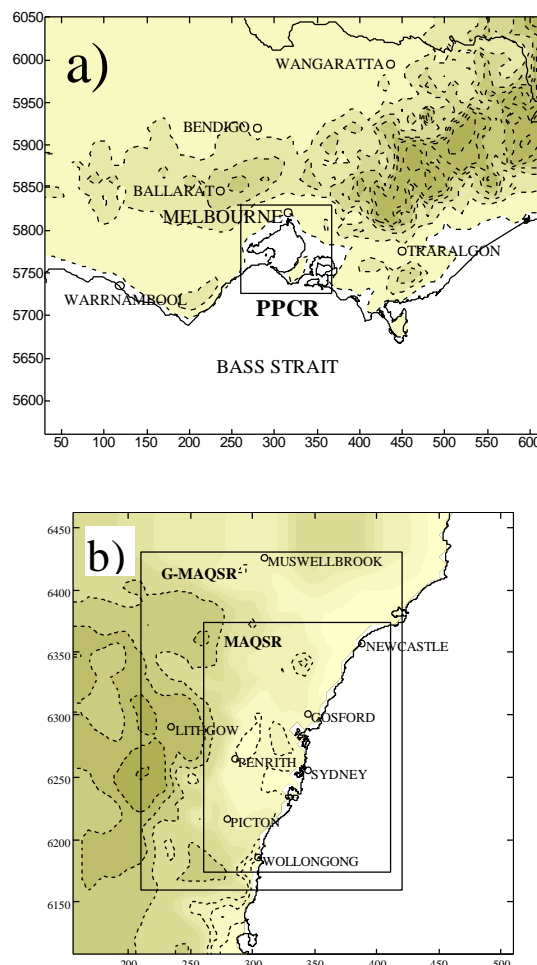 6050
a)
WANGARATTA
6000
5950
BENDIGO
5900
BALLARAT
5850
MELBOURNE
5800
TRARALGON
5750
WARRNAMBOOL
PPCR
5700
BASS STRAIT
5650
5600
50 100 150 200 250 300 350 400 450 500 550 600
b)
6450
MUSWELLBROOK
G-MAQSR
6400
MAQSR
NEWCASTLE
6350
GOSFORD
6300
LITHGOW
PENRITH
SYDNEY
6250
PICTON
6200
WOLLONGONG
6150
200 250 300 350 400 450 500